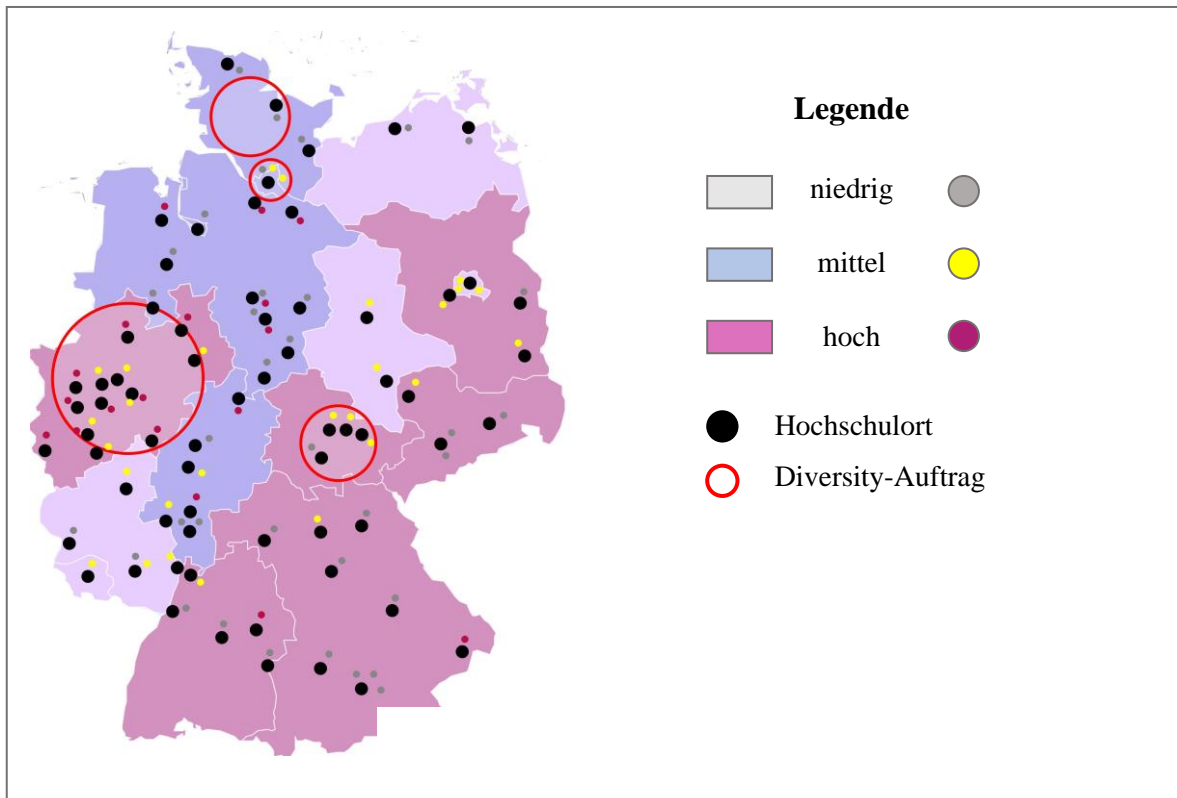 Legende
niedrig
mittel
hoch
Hochschulort
Diversity-Auftrag